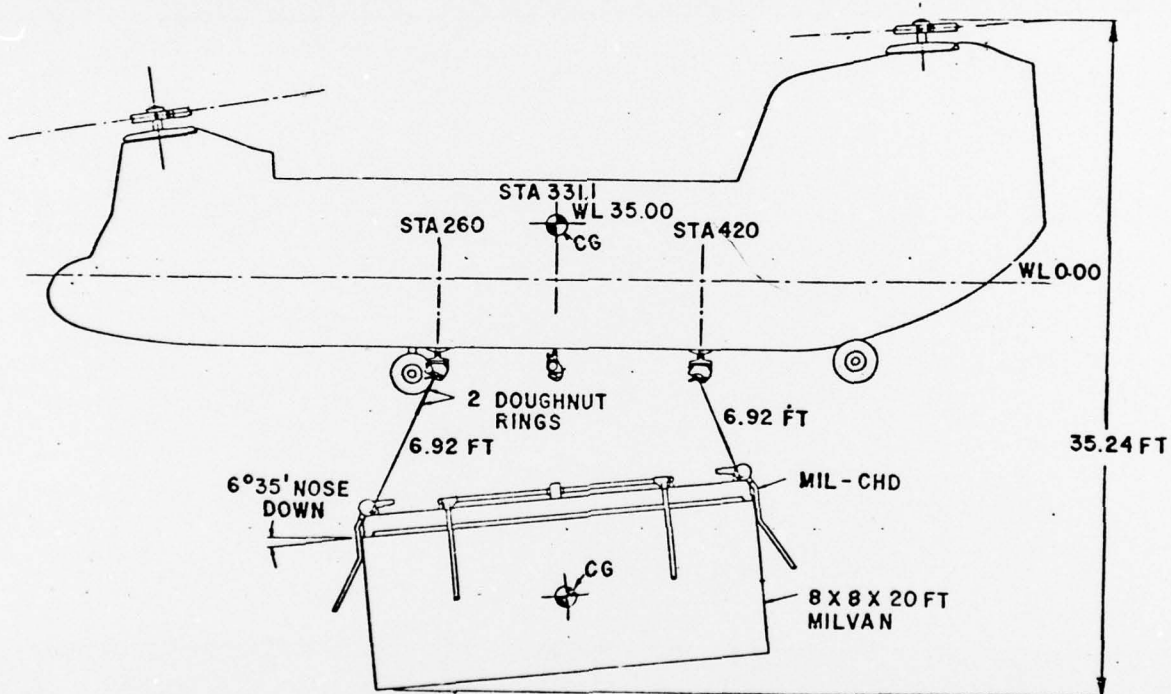 STA 331.1
WL 35.00
STA 260
CG
STA 420
WL 0.00
2 DOUGHNUT
RINGS
6.92 FT
6.92 FT
35.24 FT
6°35' NOSE
DOWN
MIL-CHD
CG
8 X 8 X 20 FT
MILVAN